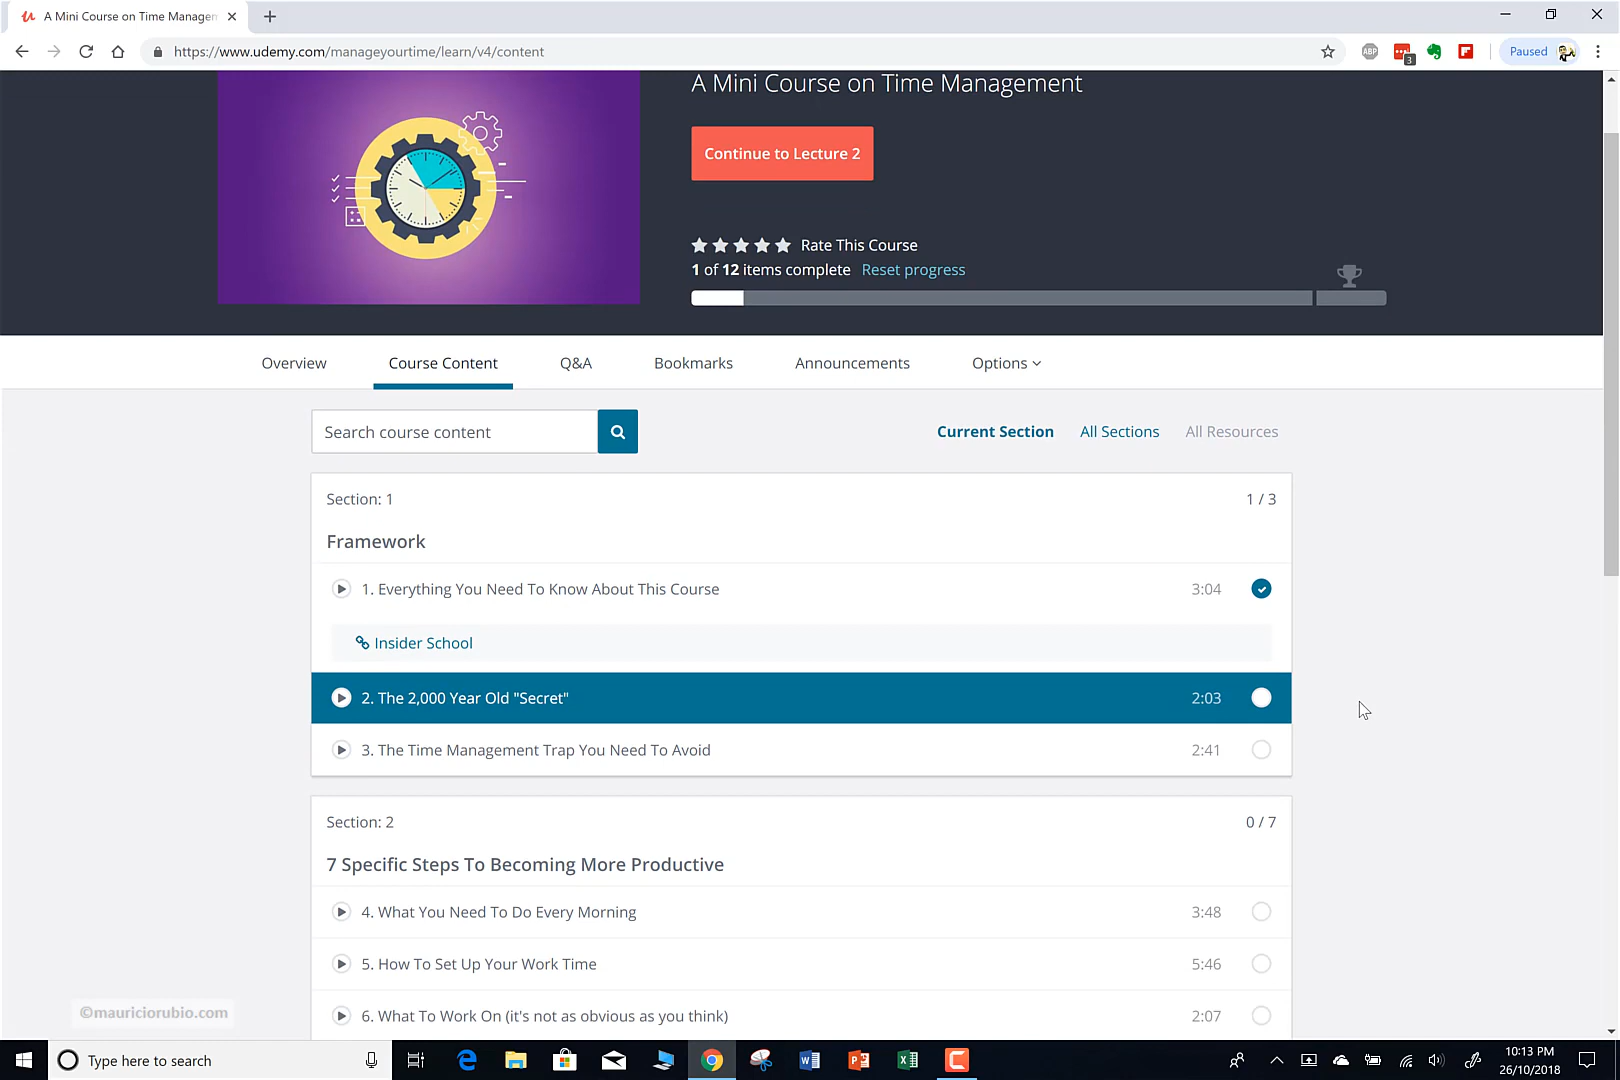 A Mini Course on Time Managem
https://www.udemy.com/manageyourtime/learn/v4/content
ABP
3
Paused
A Mini Course on Time Management
Continue to Lecture 2
Rate This Course
1 of 12 items complete Reset progress
Overview Course Content Q&A Bookmarks Announcements Options
Search course content
Current Section All Sections All Resources
Section: 1 1 / 3
Framework
1. Everything You Need To Know About This Course 3:04
Insider School
2. The 2,000 Year Old "Secret" 2:03
3. The Time Management Trap You Need To Avoid 2:41
Section: 2 0 / 7
7 Specific Steps To Becoming More Productive
4. What You Need To Do Every Morning 3:48
5. How To Set Up Your Work Time 5:46
6. What To Work On (it's not as obvious as you think) 2:07
©mauriciorubio.com
Type here to search
10:13 PM
26/10/2018